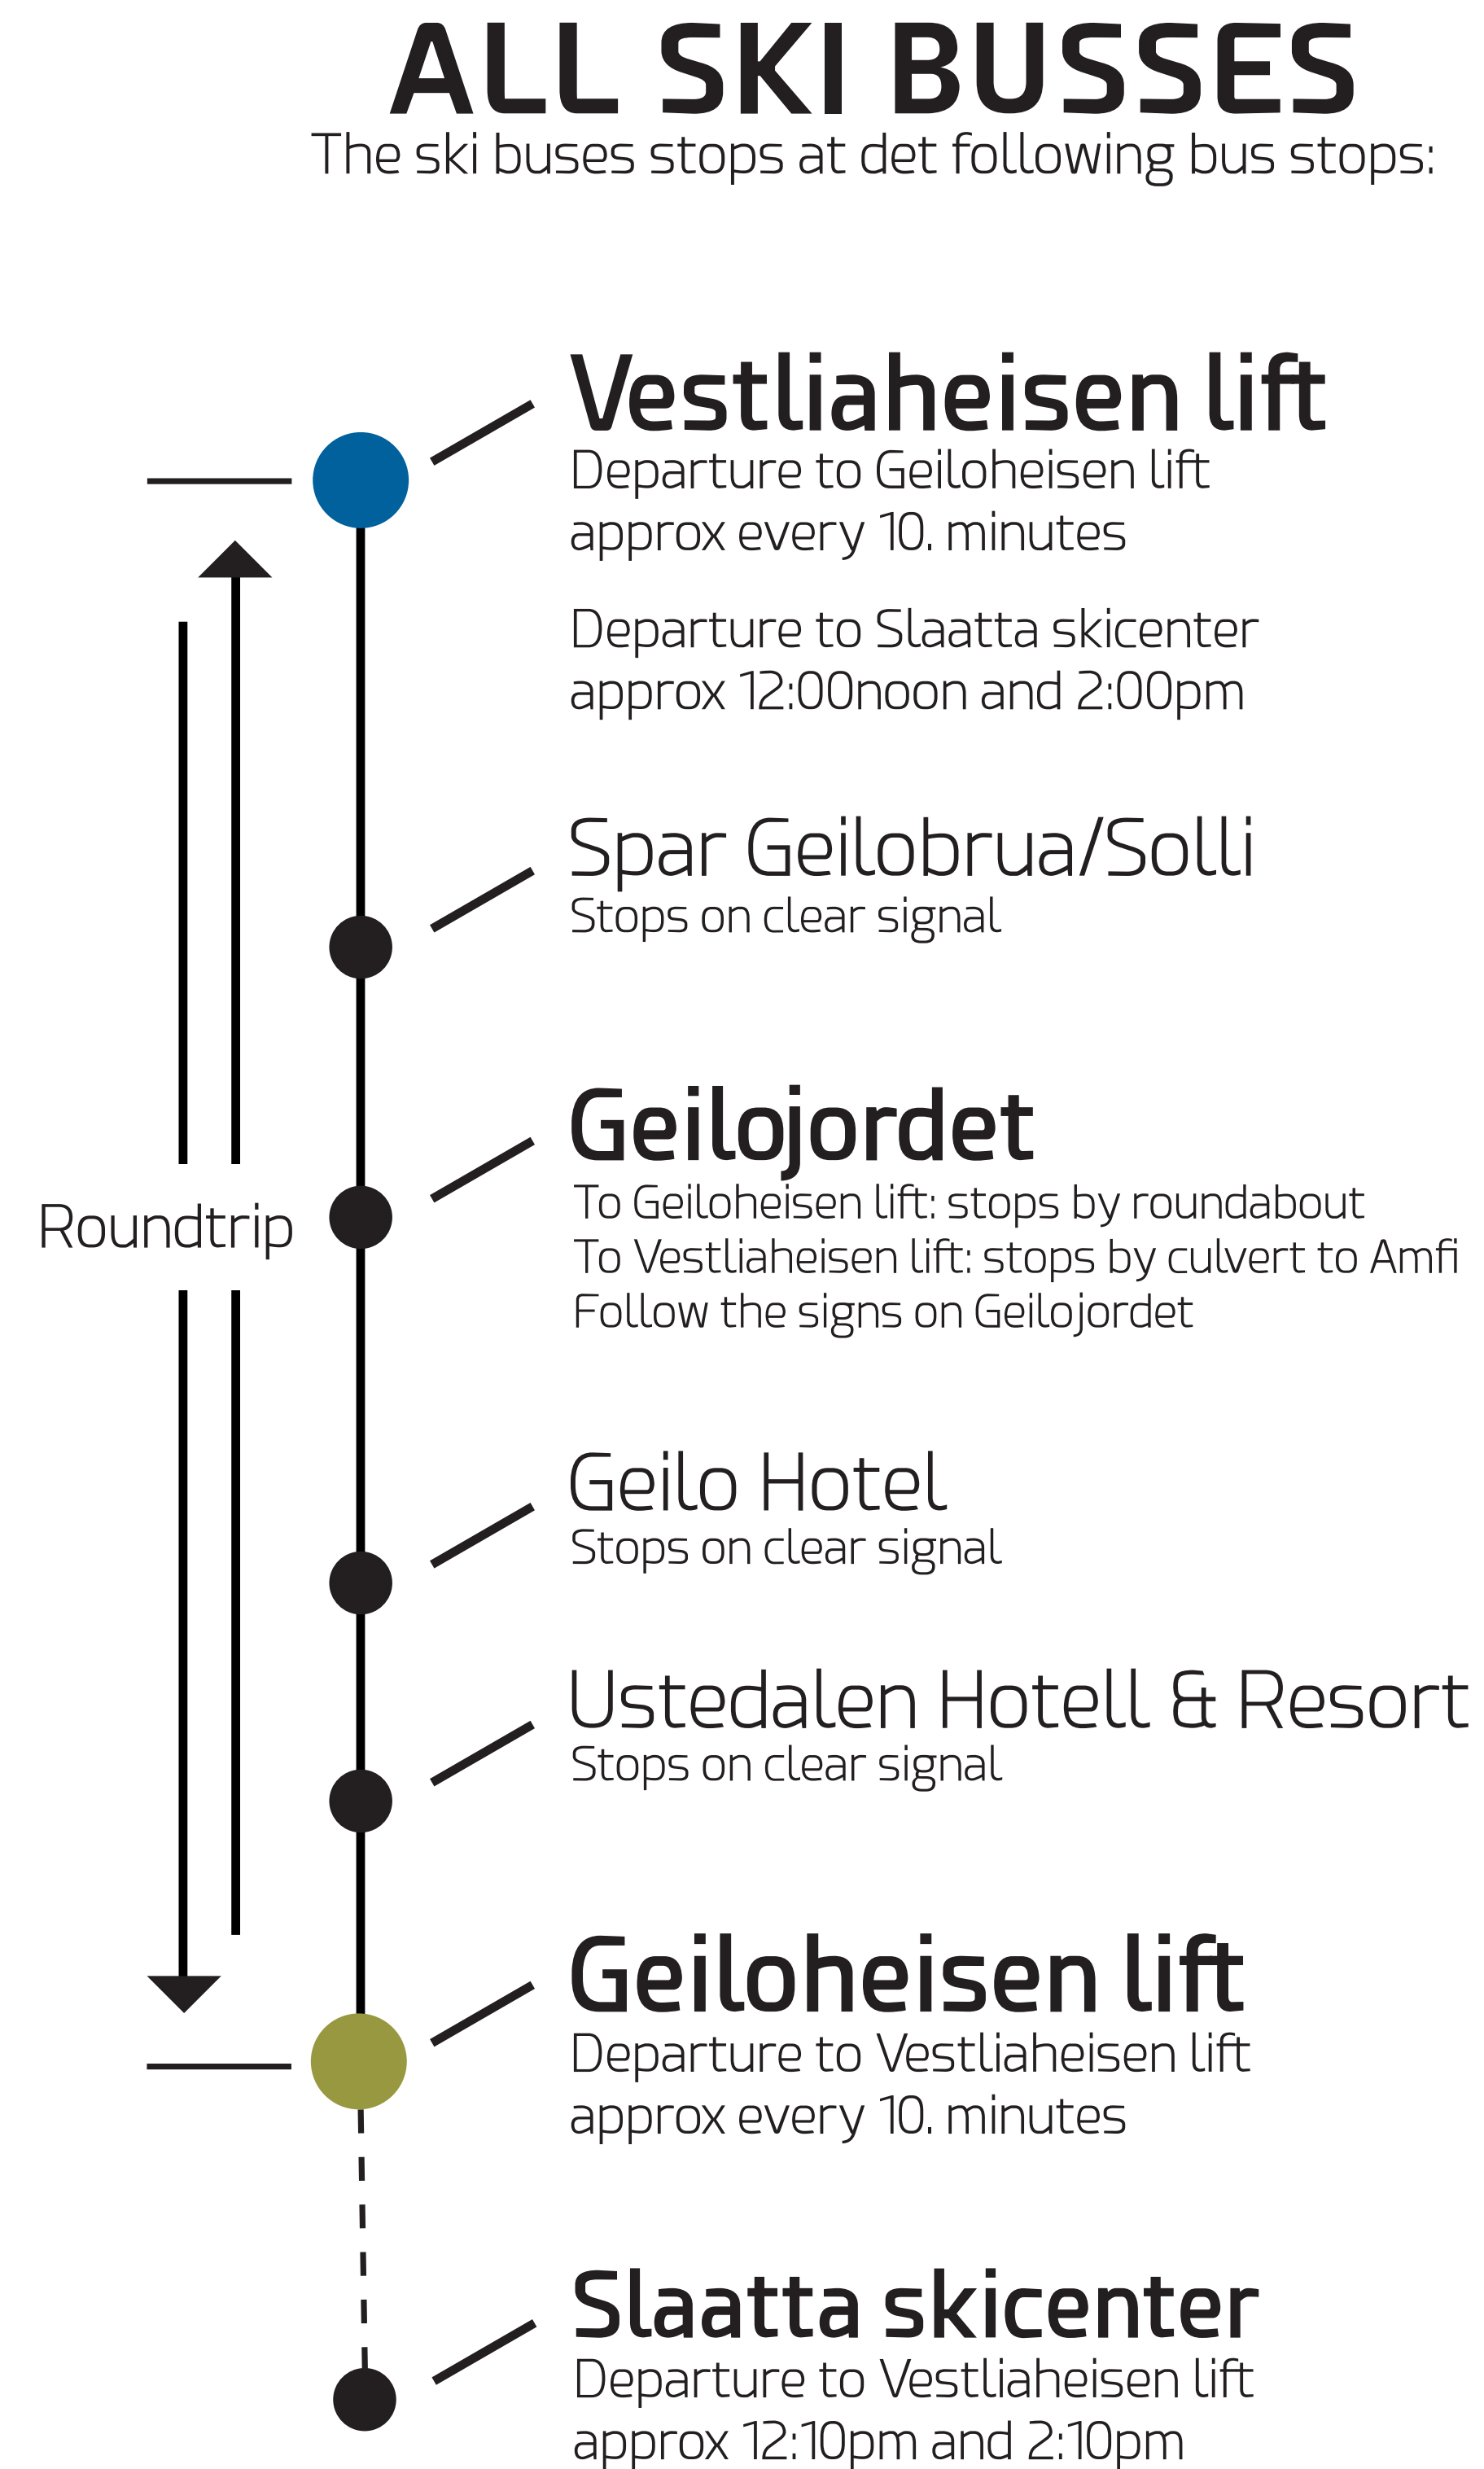 ALL SKI BUSSES
The ski buses stops at det following bus stops:
Vestliaheisen lift
Departure to Geiloheisen lift
approx every 10. minutes
Departure to Slaatta skicenter
approx 12:00noon and 2:00pm
Spar Geilobrua/Solli
Stops on clear signal
Geilojordet
To Geiloheisen lift: stops by roundabout
To Vestliaheisen lift: stops by culvert to Amfi
Follow the signs on Geilojordet
Roundtrip
Geilo Hotel
Stops on clear signal
Ustedalen Hotell & Resort
Stops on clear signal
Geiloheisen lift
Departure to Vestliaheisen lift
approx every 10. minutes
Slaatta skicenter
Departure to Vestliaheisen lift
approx 12:10pm and 2:10pm